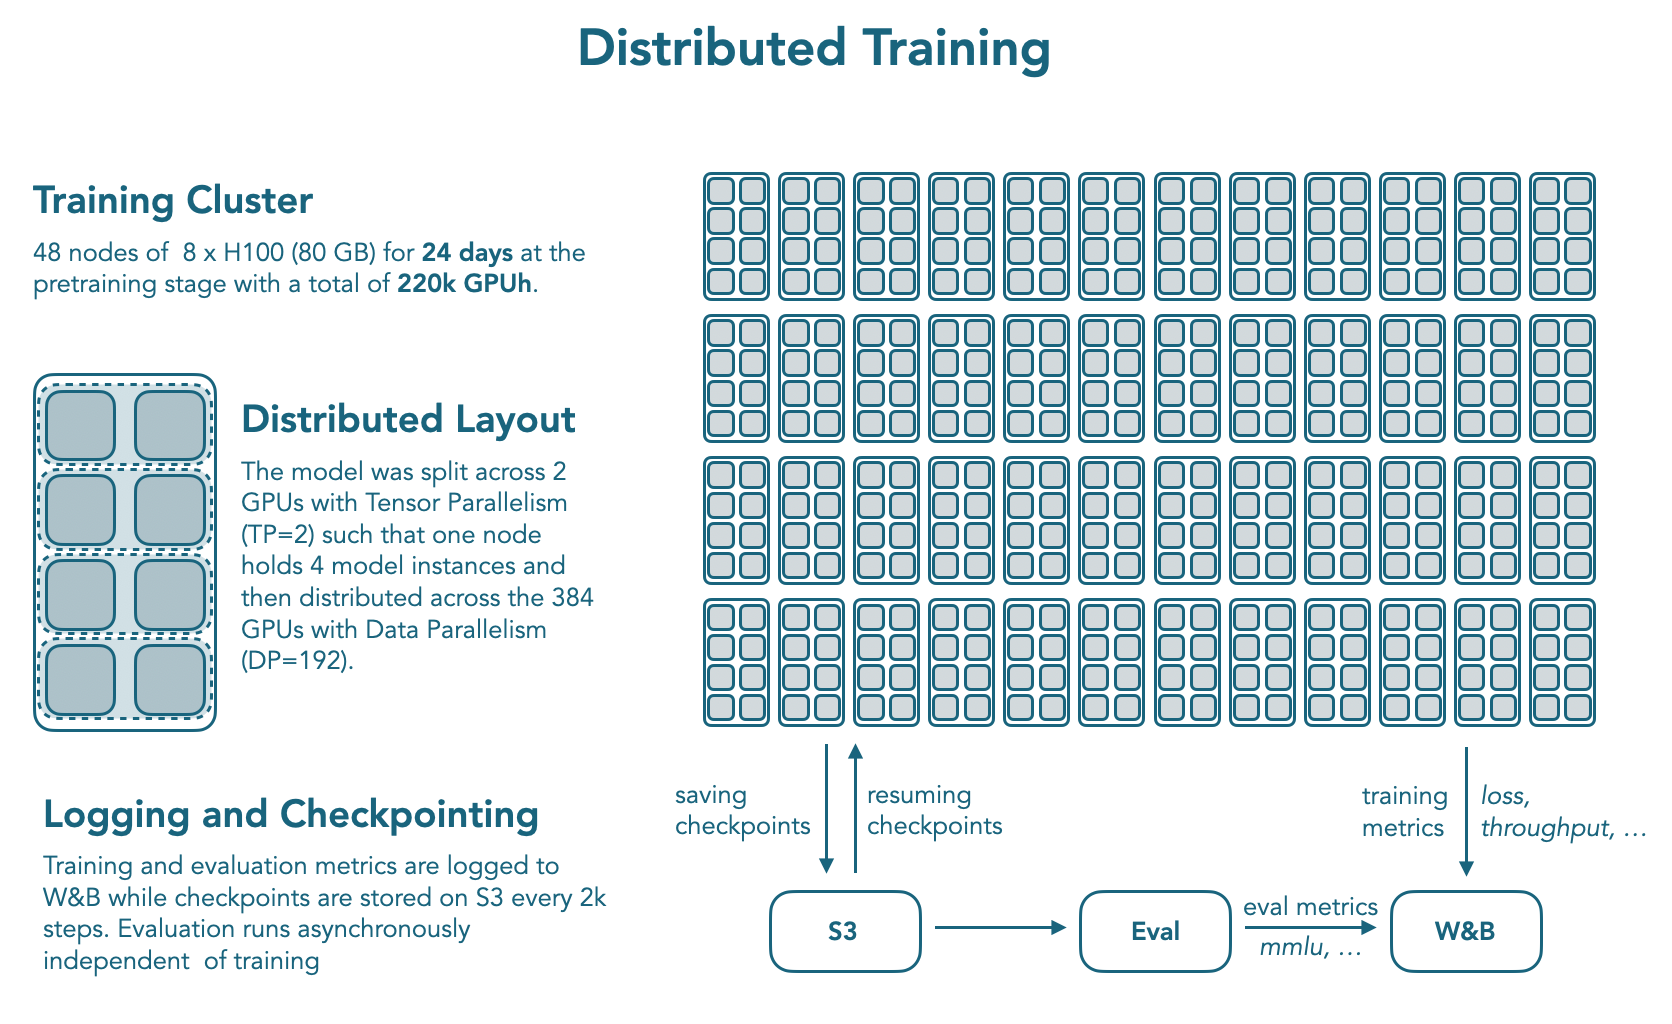 Distributed Training
Training Cluster
48 nodes of  8 x H100 (80 GB) for 24 days at the
pretraining stage with a total of 220k GPUh.
Distributed Layout
The model was split across 2
GPUs with Tensor Parallelism
(TP=2) such that one node
holds 4 model instances and
then distributed across the 384
GPUs with Data Parallelism
(DP=192).
Logging and Checkpointing
Training and evaluation metrics are logged to
W&B while checkpoints are stored on S3 every 2k
steps. Evaluation runs asynchronously
independent  of training
saving
checkpoints
resuming
checkpoints
training
metrics
loss,
throughput, …
S3
Eval
eval metrics
mmlu, …
W&B